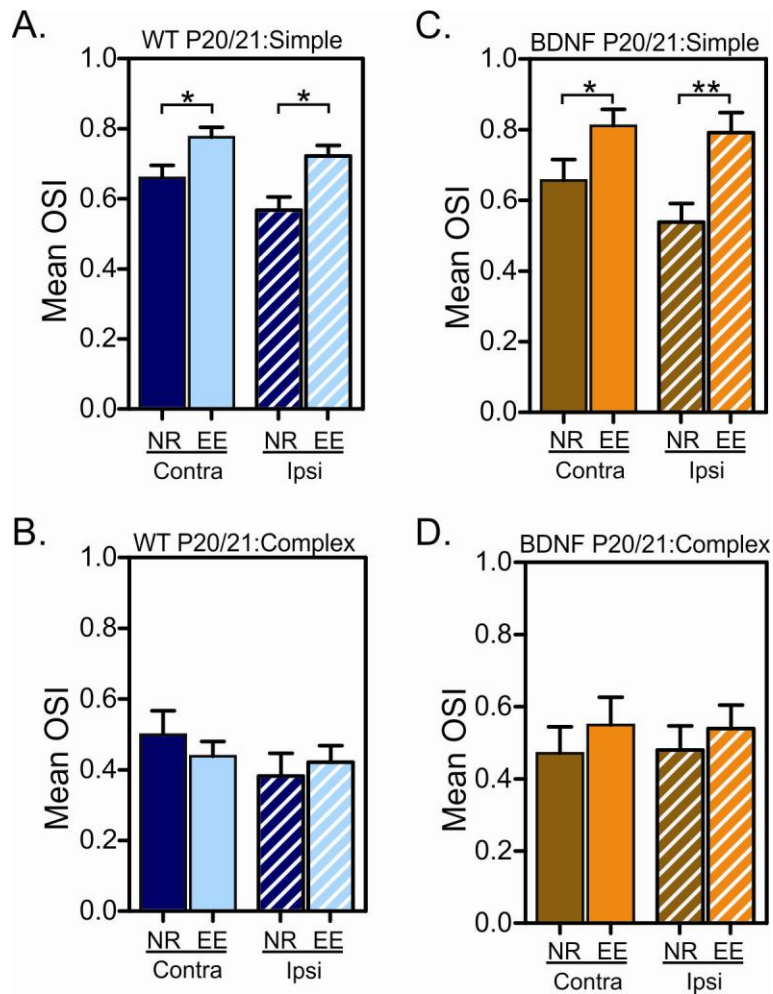 A.
WT P20/21:Simple
Mean OSI
1.0
0.8
0.6
0.4
0.2
0.0
* *
NR EE NR EE
Contra Ipsi
B.
WT P20/21:Complex
Mean OSI
1.0
0.8
0.6
0.4
0.2
0.0
NR EE NR EE
Contra Ipsi
C.
BDNF P20/21:Simple
Mean OSI
1.0
0.8
0.6
0.4
0.2
0.0
* **
NR EE NR EE
Contra Ipsi
D.
BDNF P20/21:Complex
Mean OSI
1.0
0.8
0.6
0.4
0.2
0.0
NR EE NR EE
Contra Ipsi